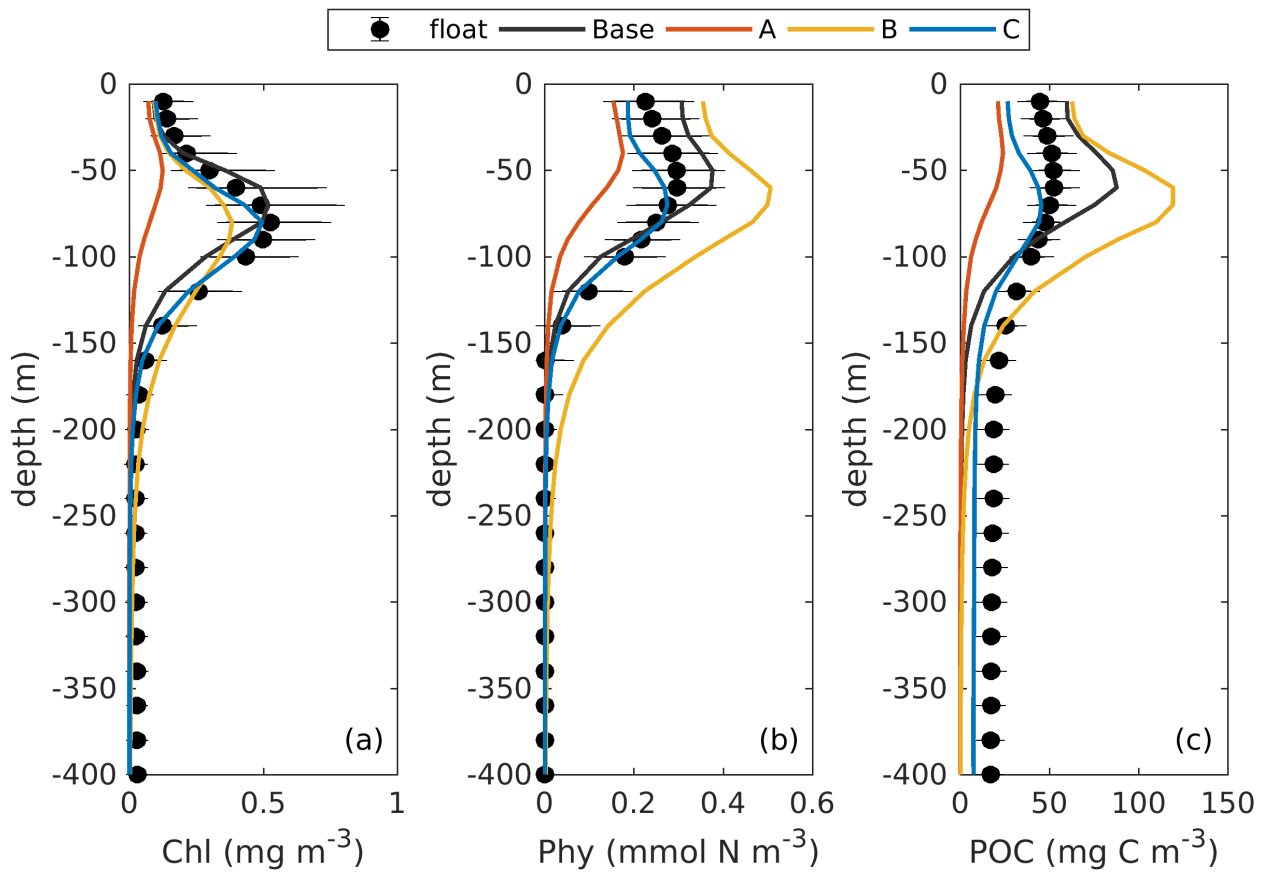 float Base A B C
0 0 0
-50 -50 -50
-100 -100 -100
-150 -150 -150
-200 -200 -200
-250 -250 -250
-300 -300 -300
-350 -350 -350
-400 -400 -400
depth (m) depth (m) depth (m)
(a) (b) (c)
0 0.5 1 0 0.2 0.4 0.6 0 50 100 150
Chl (mg m-3) Phy (mmol N m-3) POC (mg C m-3)